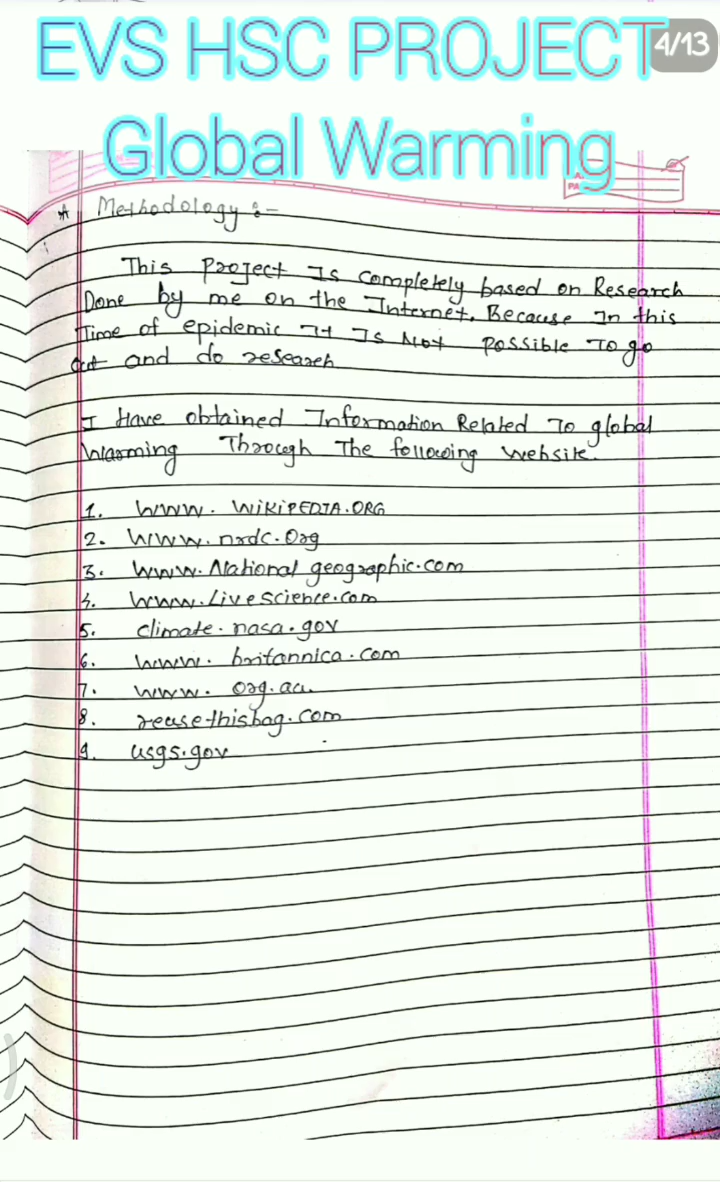 EVS HSC PROJECT
4/13
Global Warming
PA
* Methodology :-
This Project Is completely based on Research
Done by me on the Internet. Because In this
Time of epidemic It Is Not possible To go
out and do research
I Have obtained Information Related To global
Warming Through The following website.
1. WWW. WiKiPEDIA.ORG
2. WWW.nrdc.Org
3. WWW.National geographic.com
4. WWW.Livescience.com
5. climate.nasa.gov
6. WWW. britannica.com
7. WWW. org.au
8. reusethisbag.com
9. usgs.gov